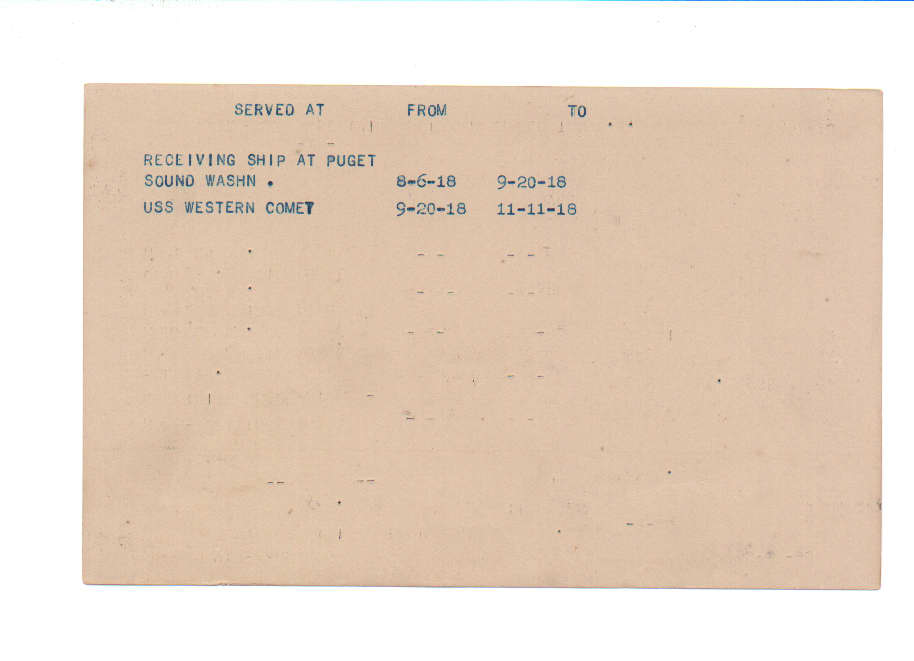 SERVED AT FROM TO
RECEIVING SHIP AT PUGET
SOUND WASHN . 8-6-18 9-20-18
USS WESTERN COMET 9-20-18 11-11-18